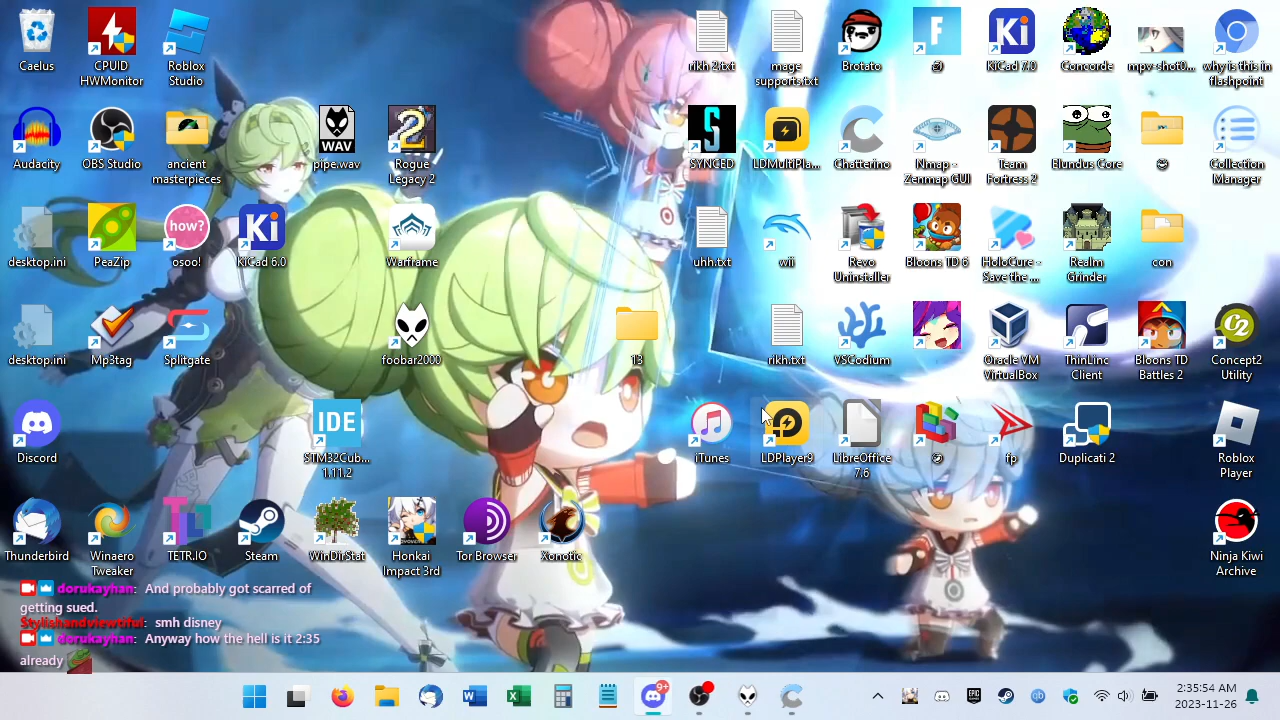 Caelus
CPUID
HWMonitor
Roblox
Studio
rikh 2.txt
mage
supports.txt
Brotato
KiCad 7.0
Concorde
mpv-shot0...
why is this in
flashpoint
Audacity
OBS Studio
ancient
masterpieces
WAV
pipe.wav
Rogue
Legacy 2
SYNCED
LDMultiPla...
Chatterino
Nmap -
Zenmap GUI
Team
Fortress 2
Blundus Core
Collection
Manager
desktop.ini
PeaZip
how?
osoo!
Ki
KiCad 6.0
Warframe
uhh.txt
wii
Revo
Uninstaller
Bloons TD 6
HoloCure -
Save the ...
Realm
Grinder
con
desktop.ini
Mp3tag
Splitgate
foobar2000
13
rikh.txt
VSCodium
Oracle VM
VirtualBox
ThinLinc
Client
Bloons TD
Battles 2
Concept2
Utility
Discord
IDE
STM32Cub...
1.11.2
iTunes
LDPlayer9
LibreOffice
7.6
fp
Duplicati 2
Roblox
Player
Thunderbird
Winaero
Tweaker
TETR.IO
Steam
WinDirStat
Honkai
Impact 3rd
Tor Browser
Xonotic
Ninja Kiwi
Archive
dorukayhan: And probably got scarred of
getting sued.
Stylishandviewtiful: smh disney
dorukayhan: Anyway how the hell is it 2:35
already
9+
2:35:54 AM
2023-11-26